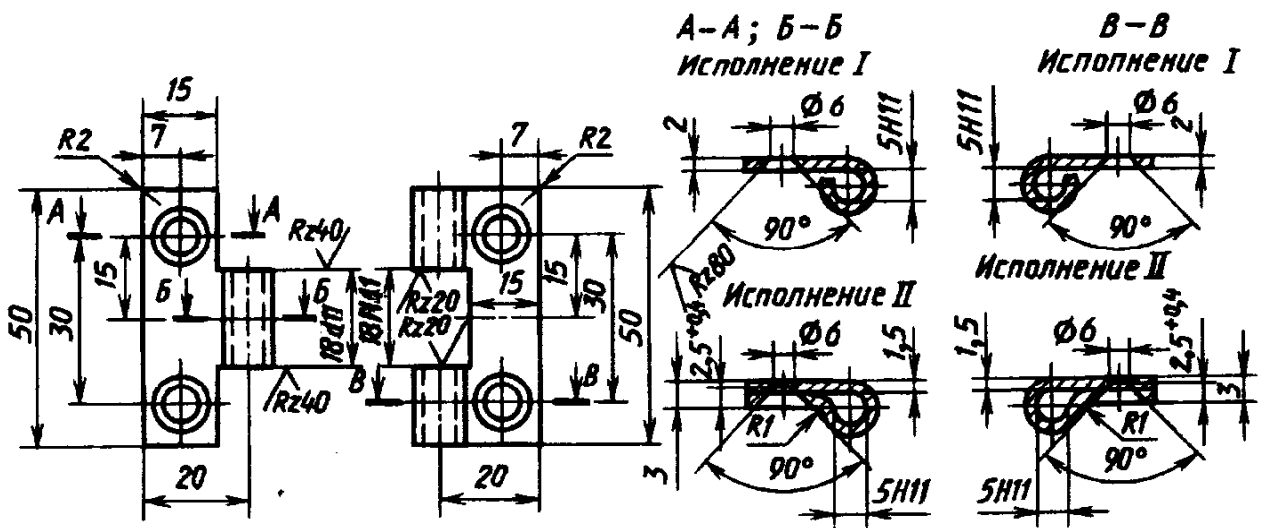 А-А; Б-Б
Исполнение I
В-В
Испопнение I
15
7
R2
А
А
50
30
15
Б
Б
Rz40
18d11
Rz40
20
7
R2
Rz20
Rz20
15
15
30
50
В
В
20
2
Ø6
5H11
90°
Rz80
5H11
Ø6
2
90°
Исполнение II
2,5+0,4
3
Ø6
1,5
R1
90°
5H11
Исполнение II
1,5
Ø6
2,5+0,4
3
R1
90°
5H11